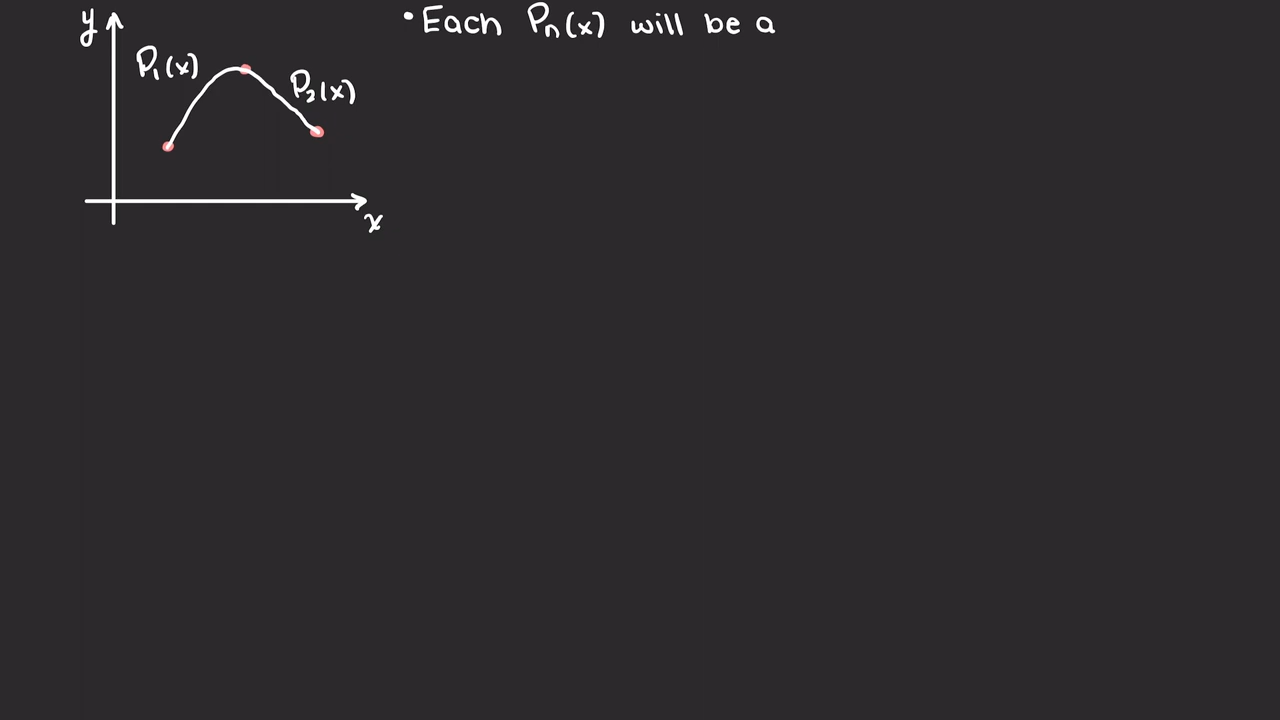 y
• Each Pₙ(x) will be a
P₁(x)
P₂(x)
x